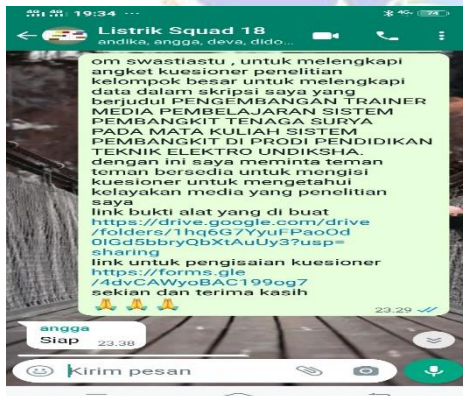 19:34 ...
4G 74
Listrik Squad 18
andika, angga, deva, dido...
om swastiastu , untuk melengkapi
angket kuesioner penelitian
kelompok besar untuk melengkapi
data dalam skripsi saya yang
berjudul PENGEMBANGAN TRAINER
MEDIA PEMBELAJARAN SISTEM
PEMBANGKIT TENAGA SURYA
PADA MATA KULIAH SISTEM
PEMBANGKIT DI PRODI PENDIDIKAN
TEKNIK ELEKTRO UNDIKSHA.
dengan ini saya meminta teman
teman bersedia untuk mengisi
kuesioner untuk mengetahui
kelayakan media yang penelitian
saya
link bukti alat yang di buat
https://drive.google.com/drive
/folders/1hq6G7YyuFPaoOd
0IGd5bbryQbXtAuUy3?usp=
sharing
link untuk pengisaian kuesioner
https://forms.gle
/4dvCAWyoBAC199og7
sekian dan terima kasih
🙏 🙏 🙏
23.29
angga
Siap 23.38
Kirim pesan